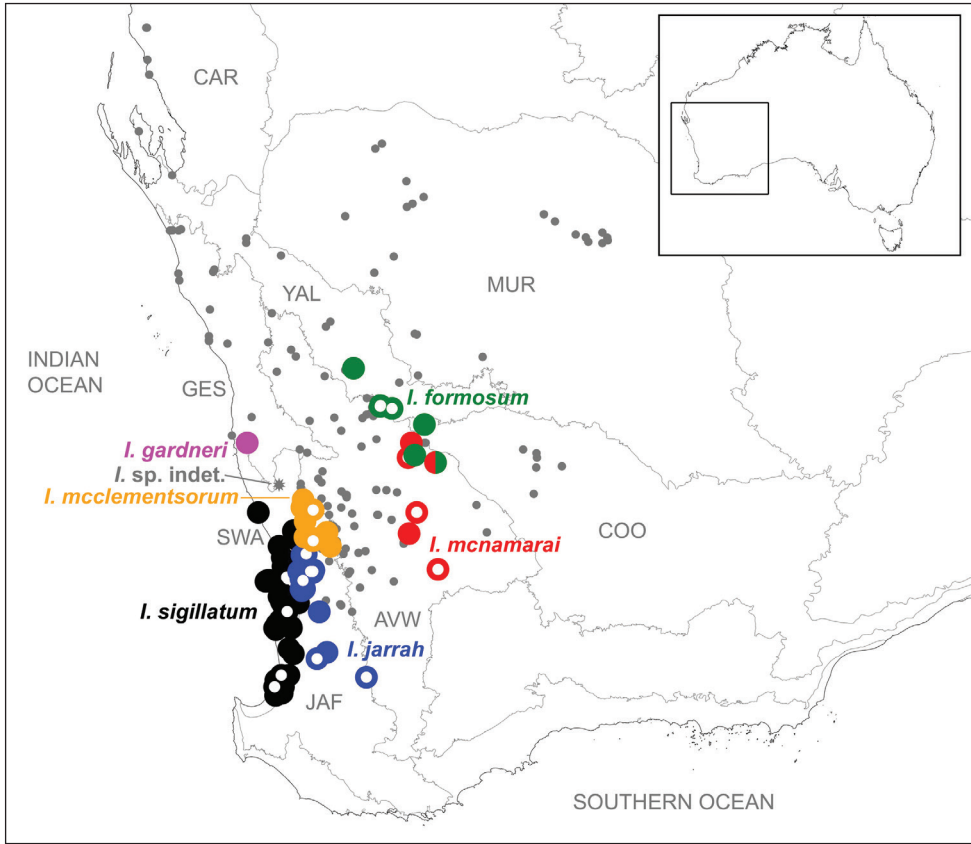 CAR
MUR
YAL
INDIAN
OCEAN
GES
I. formosum
I. gardneri
I. sp. indet.
I. mcclementsorum
SWA
COO
I. mcnamarai
I. sigillatum
AVW
I. jarrah
JAF
SOUTHERN OCEAN